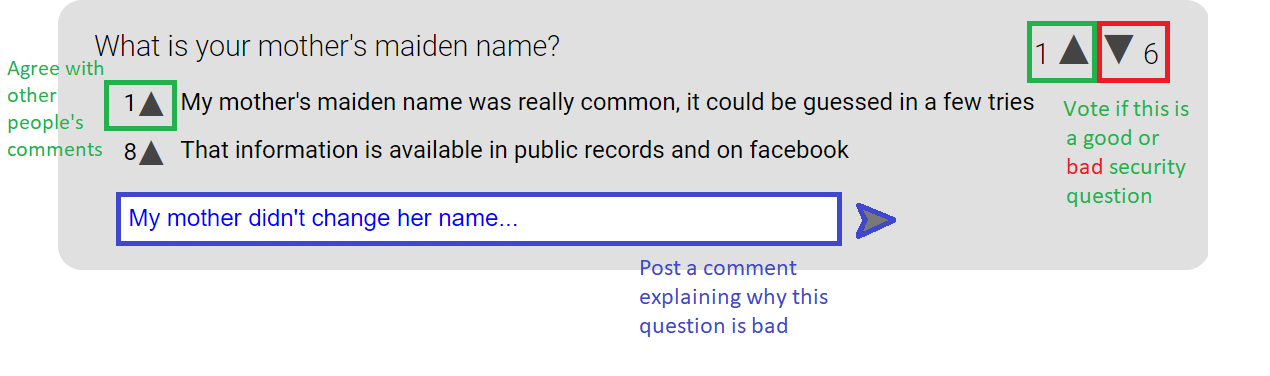 What is your mother's maiden name?
1 ▲ ▼ 6
Agree with
other
people's
comments
1▲ My mother's maiden name was really common, it could be guessed in a few tries
8▲ That information is available in public records and on facebook
Vote if this is
a good or
bad security
question
My mother didn't change her name...
Post a comment
explaining why this
question is bad